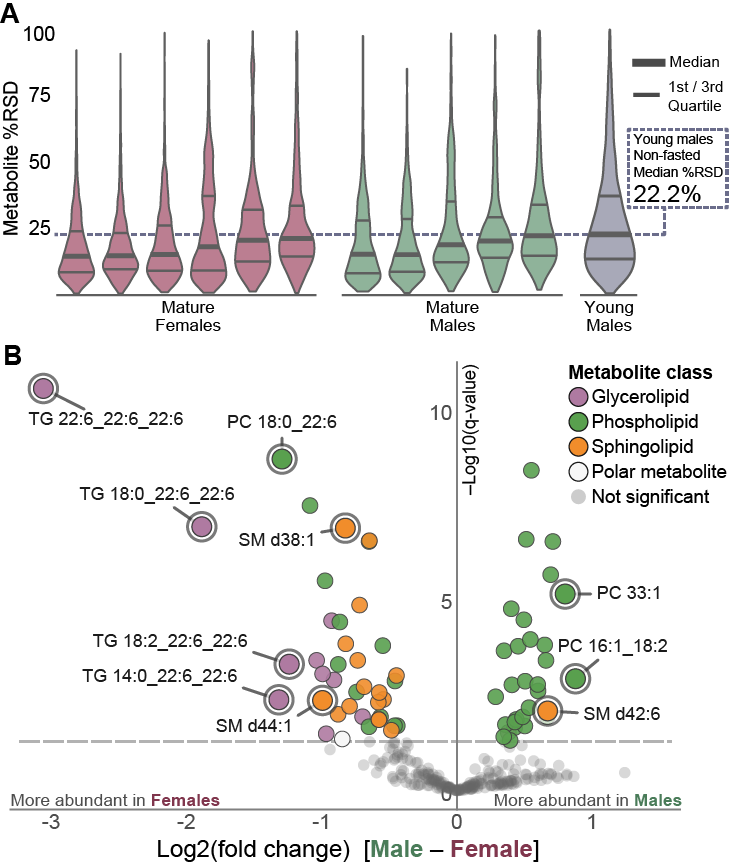 A
100
75
50
25
Metabolite %RSD
Median
1st / 3rd
Quartile
Young males
Non-fasted
Median %RSD
22.2%
Mature
Females
Mature
Males
Young
Males
B
−Log10(q-value)
10
5
0
Metabolite class
Glycerolipid
Phospholipid
Sphingolipid
Polar metabolite
Not significant
TG 22:6_22:6_22:6
PC 18:0_22:6
TG 18:0_22:6_22:6
SM d38:1
TG 18:2_22:6_22:6
TG 14:0_22:6_22:6
SM d44:1
PC 33:1
PC 16:1_18:2
SM d42:6
More abundant in Females
More abundant in Males
-3
-2
-1
0
1
Log2(fold change) [Male – Female]